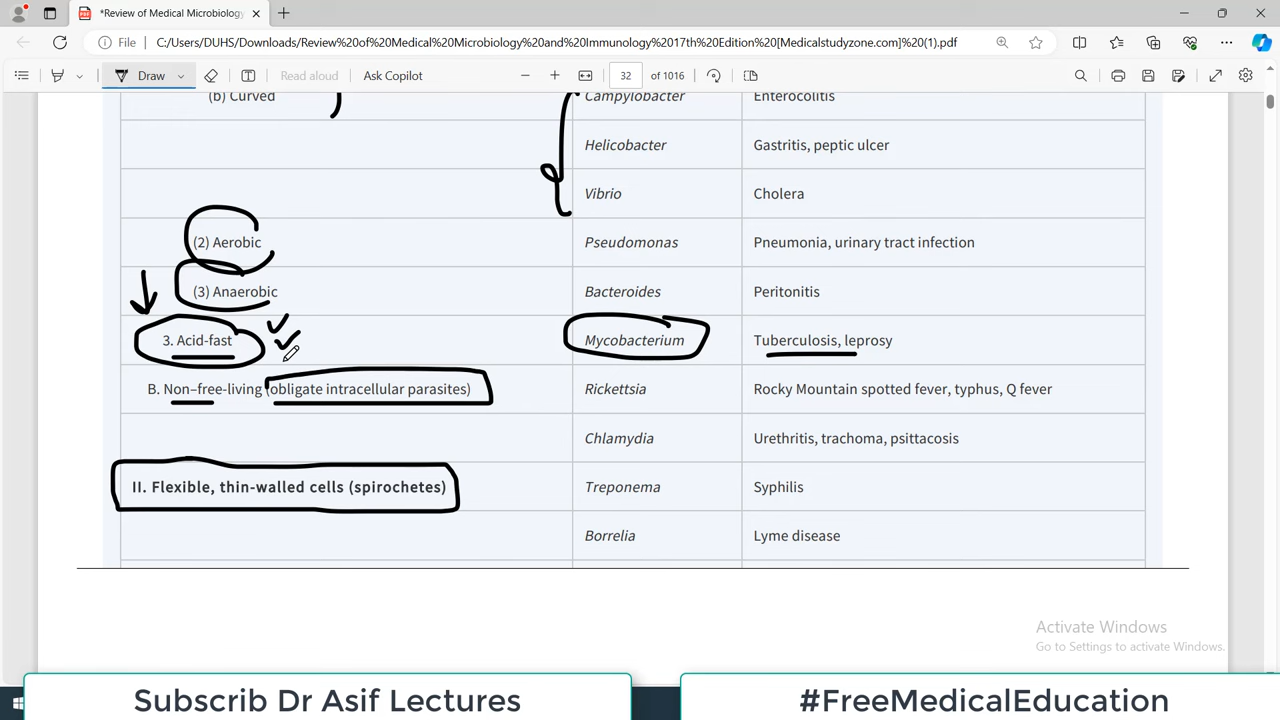 *Review of Medical Microbiology
File
C:/Users/DUHS/Downloads/Review%20of%20Medical%20Microbiology%20and%20Immunology%2017th%20Edition%20[Medicalstudyzone.com]%20(1).pdf
Draw
Read aloud
Ask Copilot
32 of 1016
(b) Curved Campylobacter Enterocolitis
Helicobacter Gastritis, peptic ulcer
Vibrio Cholera
(2) Aerobic Pseudomonas Pneumonia, urinary tract infection
(3) Anaerobic Bacteroides Peritonitis
3. Acid-fast Mycobacterium Tuberculosis, leprosy
B. Non–free-living (obligate intracellular parasites) Rickettsia Rocky Mountain spotted fever, typhus, Q fever
Chlamydia Urethritis, trachoma, psittacosis
II. Flexible, thin-walled cells (spirochetes) Treponema Syphilis
Borrelia Lyme disease
Activate Windows
Go to Settings to activate Windows.
Subscrib Dr Asif Lectures
#FreeMedicalEducation